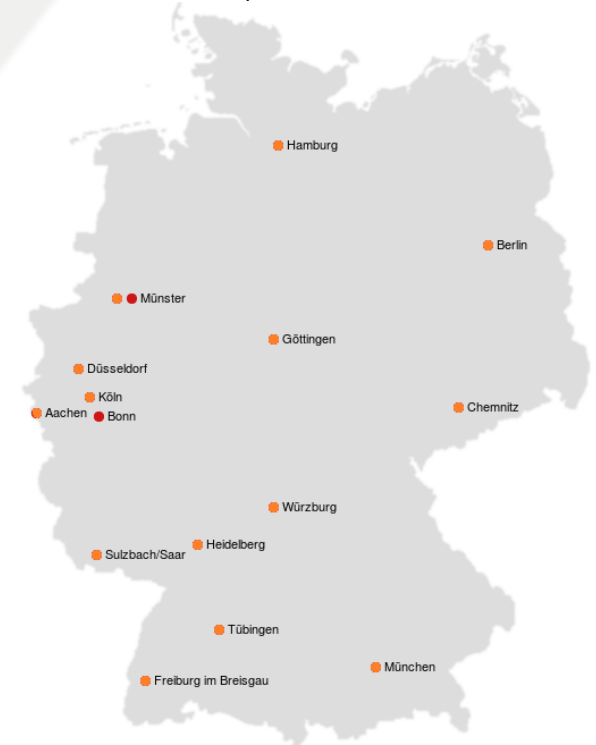 Hamburg
Berlin
Münster
Göttingen
Düsseldorf
Köln
Chemnitz
Aachen
Bonn
Würzburg
Heidelberg
Sulzbach/Saar
Tübingen
München
Freiburg im Breisgau